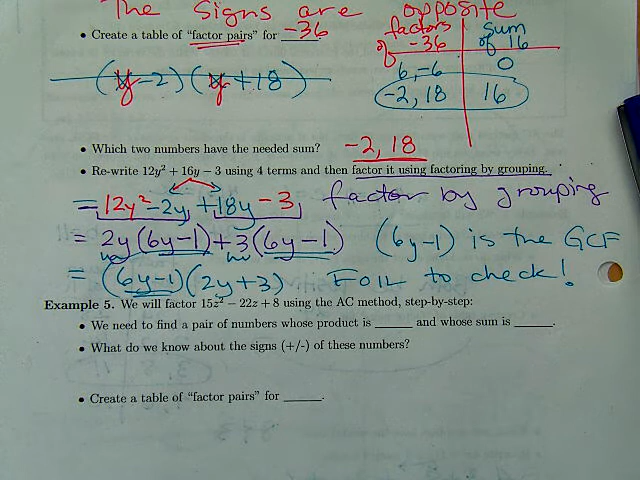 The signs are opposite
• Create a table of "factor pairs" for -36
factors of -36 | sum of 16
6, -6 | 0
-2, 18 | 16
(y-2)(y+18)
• Which two numbers have the needed sum? -2, 18
• Re-write 12y² + 16y − 3 using 4 terms and then factor it using factoring by grouping.
= 12y² - 2y + 18y - 3 factor by grouping
= 2y(6y-1)+3(6y-1) (6y-1) is the GCF
= (6y-1)(2y+3) FOIL to check!
Example 5. We will factor 15z² − 22z + 8 using the AC method, step-by-step:
• We need to find a pair of numbers whose product is _____ and whose sum is _____.
• What do we know about the signs (+/-) of these numbers?
• Create a table of "factor pairs" for _____.